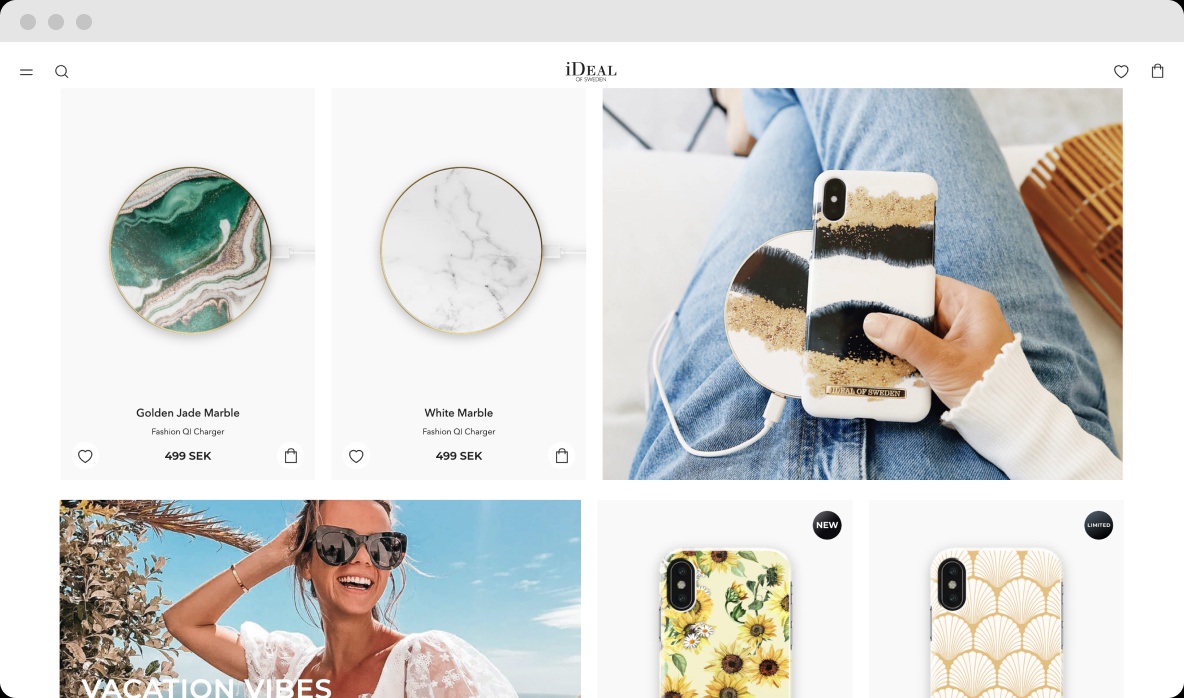 iDEAL
OF SWEDEN
Golden Jade Marble
Fashion QI Charger
499 SEK
White Marble
Fashion QI Charger
499 SEK
IDEAL OF SWEDEN
VACATION VIBES
NEW
LIMITED